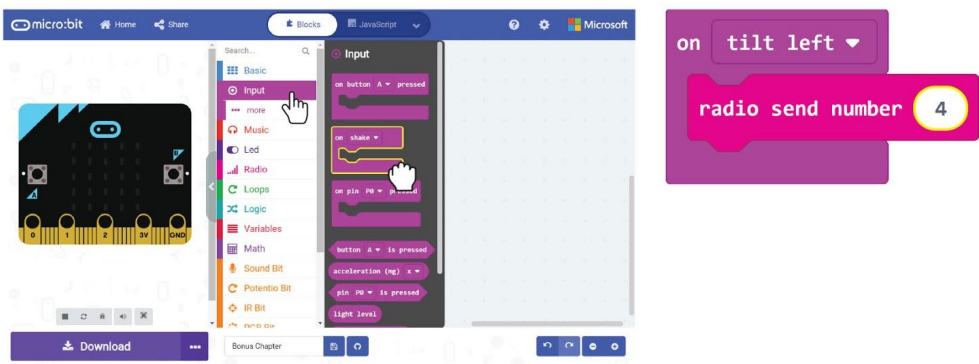 micro:bit Home Share Blocks JavaScript Microsoft
Search...
Basic
Input
more
Music
Led
Radio
Loops
Logic
Variables
Math
Sound Bit
Potentio Bit
IR Bit
Input
on button A pressed
on shake
on pin P0 pressed
button A is pressed
acceleration (mg) x
pin P0 is pressed
light level
A
B
0 1 2 3V GND
Download
Bonus Chapter
on tilt left
radio send number 4